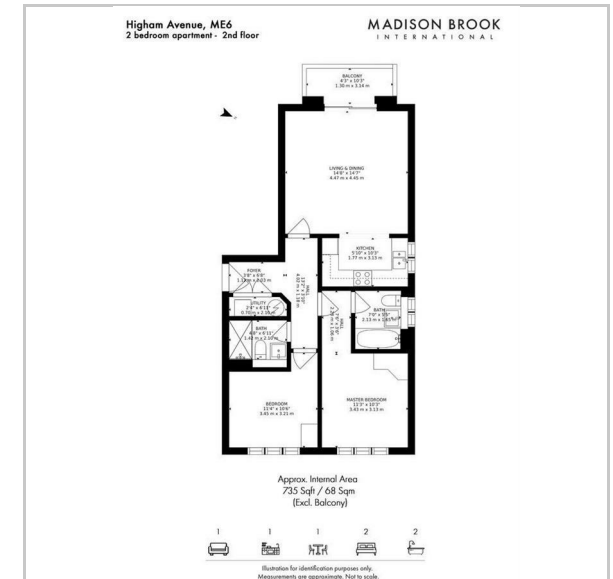 Higham Avenue, ME6
2 bedroom apartment - 2nd floor
MADISON BROOK
INTERNATIONAL
BALCONY
4'3" x 10'3"
1.30 m x 3.14 m
LIVING & DINING
14'8" x 14'7"
4.47 m x 4.45 m
KITCHEN
5'10" x 10'3"
1.77 m x 3.13 m
FOYER
HALL
UTILITY
BATH
HALL
BATH
BEDROOM
11'4" x 10'6"
3.45 m x 3.21 m
MASTER BEDROOM
11'3" x 10'3"
3.43 m x 3.13 m
Approx. Internal Area
735 Sqft / 68 Sqm
(Excl. Balcony)
1 1 1 2 2
Illustration for identification purposes only.
Measurements are approximate. Not to scale.